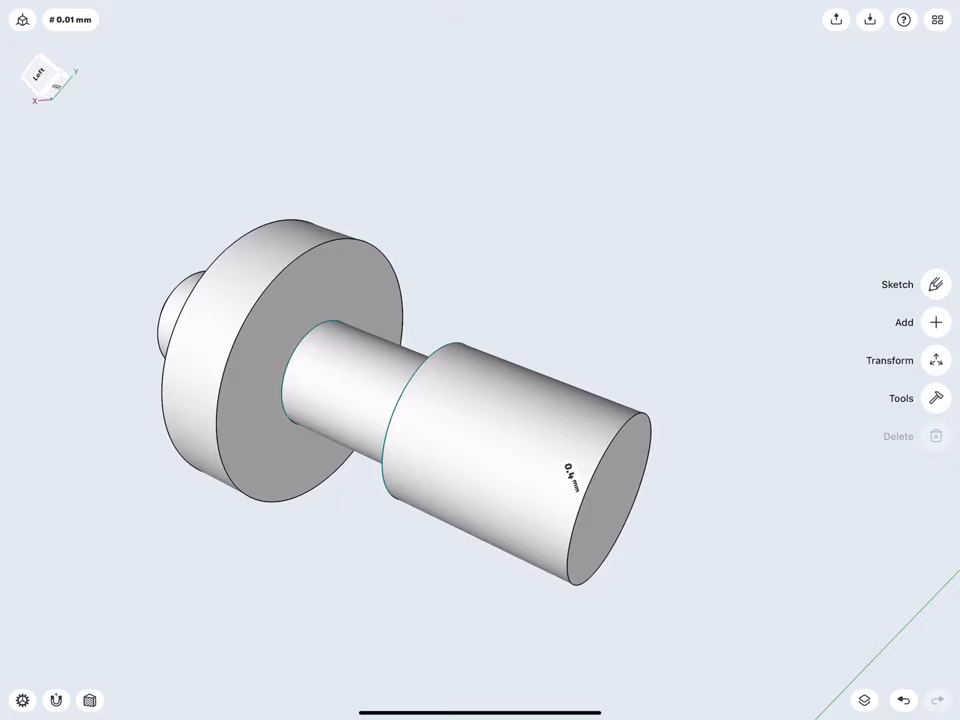 # 0.01 mm
?
Left
Y
X
Sketch
Add
Transform
Tools
Delete
0.4 mm